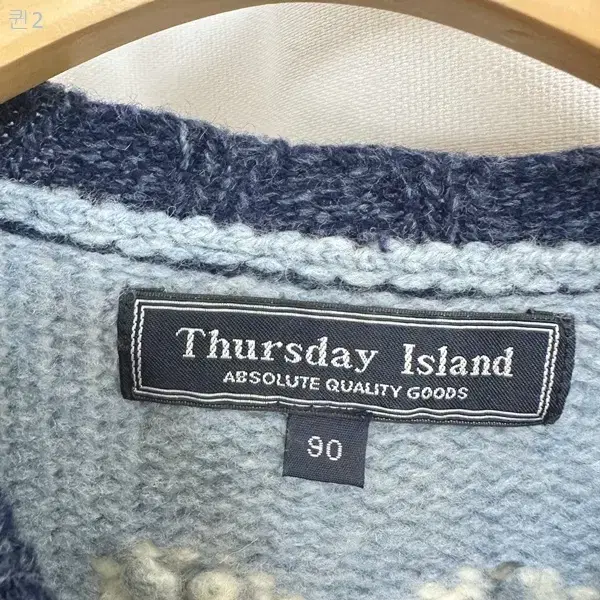 퀸2
Thursday Island
ABSOLUTE QUALITY GOODS
90